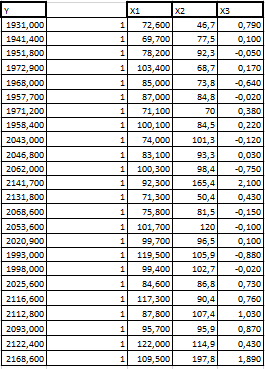 Y X1 X2 X3
1931,000 1 72,600 46,7 0,790
1941,400 1 69,700 77,5 0,100
1951,800 1 78,200 92,3 -0,050
1972,900 1 103,400 68,7 0,170
1968,000 1 85,000 73,8 -0,640
1957,700 1 87,000 84,8 -0,020
1971,200 1 71,100 70 0,380
1958,400 1 100,100 84,5 0,220
2043,000 1 74,000 101,3 -0,120
2046,800 1 83,100 93,3 0,030
2062,000 1 100,300 98,4 -0,750
2141,700 1 92,300 165,4 2,100
2131,800 1 71,300 50,4 0,430
2068,600 1 75,800 81,5 -0,150
2053,600 1 101,700 120 -0,100
2020,900 1 99,700 96,5 0,100
1993,000 1 119,500 105,9 -0,880
1998,000 1 99,400 102,7 -0,020
2025,600 1 84,600 86,8 0,730
2116,600 1 117,300 90,4 0,760
2112,800 1 87,800 107,4 1,030
2093,000 1 95,700 95,9 0,870
2122,400 1 122,000 114,9 0,430
2168,600 1 109,500 197,8 1,890